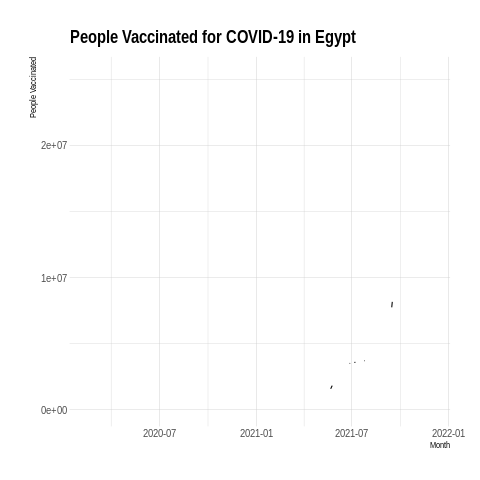 People Vaccinated for COVID-19 in Egypt
People Vaccinated
2e+07
1e+07
0e+00
2020-07
2021-01
2021-07
2022-01
Month